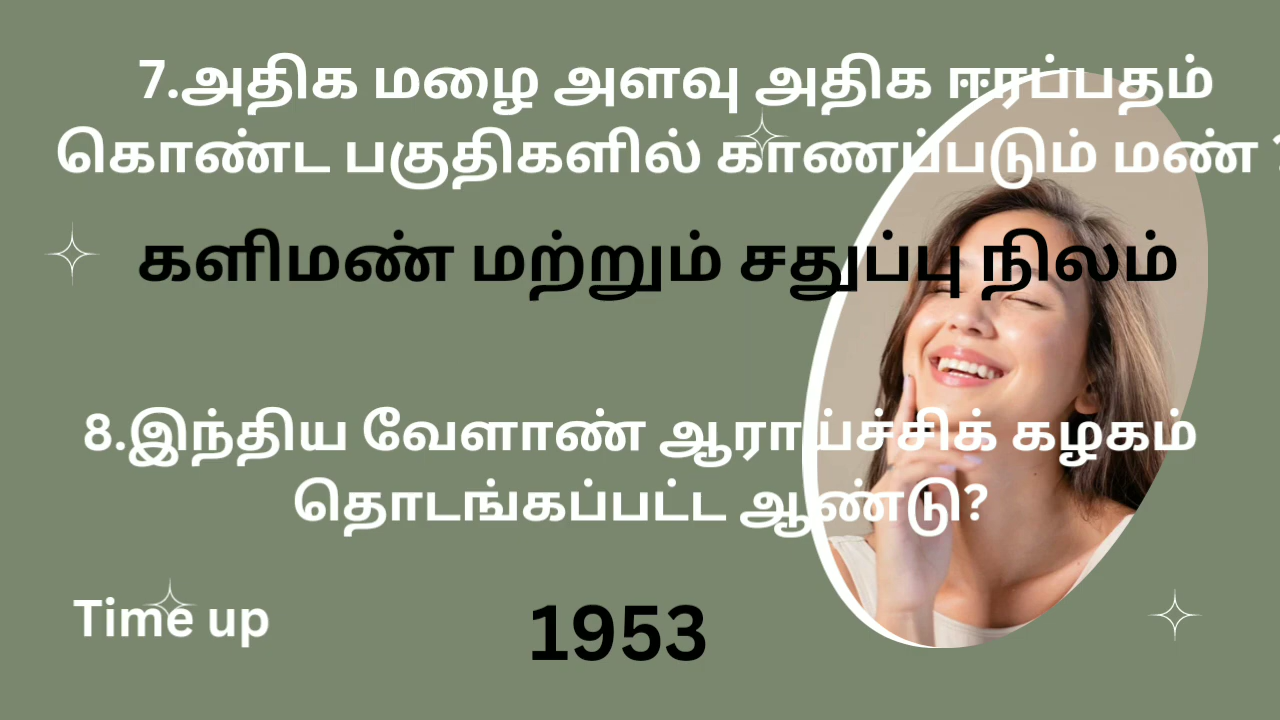 7.அதிக மழை அளவு அதிக ஈரப்பதம்
கொண்ட பகுதிகளில் காணப்படும் மண் ?
களிமண் மற்றும் சதுப்பு நிலம்
8.இந்திய வேளாண் ஆராய்ச்சிக் கழகம்
தொடங்கப்பட்ட ஆண்டு?
Time up
1953